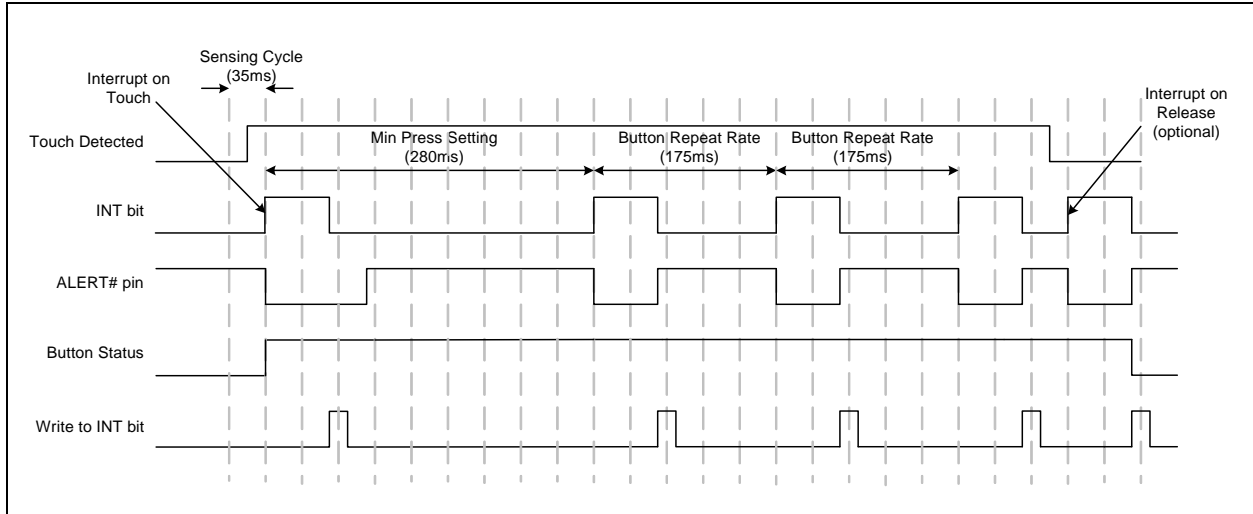 Sensing Cycle
(35ms)
Interrupt on
Touch
Interrupt on
Release
(optional)
Touch Detected
Min Press Setting
(280ms)
Button Repeat Rate
(175ms)
Button Repeat Rate
(175ms)
INT bit
ALERT# pin
Button Status
Write to INT bit